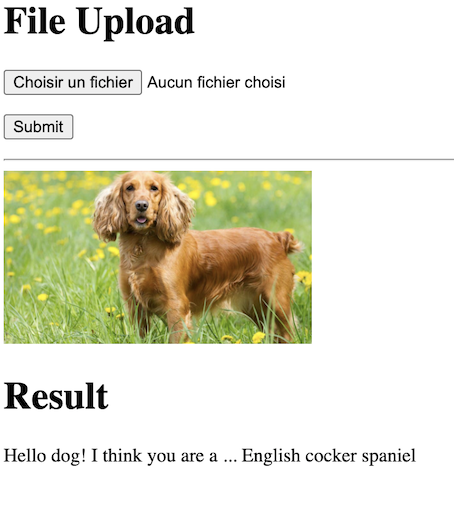 File Upload
Choisir un fichier Aucun fichier choisi
Submit
Result
Hello dog! I think you are a ... English cocker spaniel